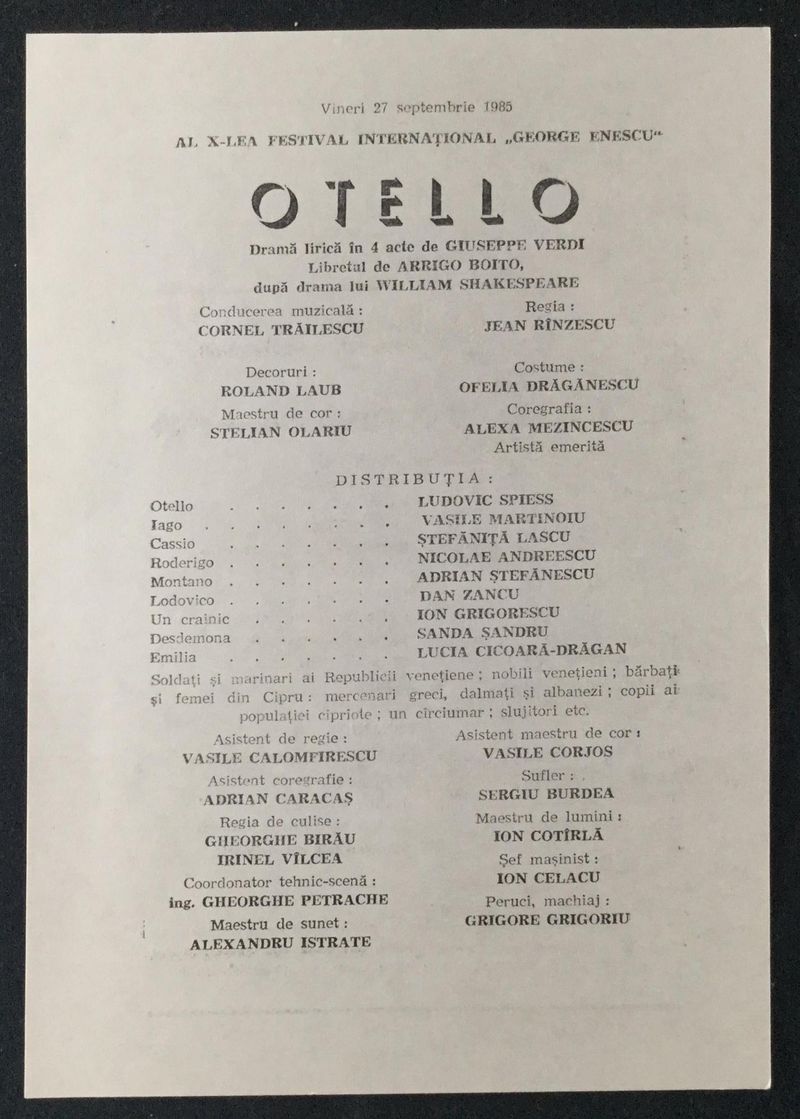 Vineri 27 septembrie 1985
AL X-LEA FESTIVAL INTERNAȚIONAL „GEORGE ENESCU“
OTELLO
Dramă lirică în 4 acte de GIUSEPPE VERDI
Libretul de ARRIGO BOITO,
după drama lui WILLIAM SHAKESPEARE
Conducerea muzicală :
CORNEL TRĂILESCU
Regia :
JEAN RÎNZESCU
Decoruri :
ROLAND LAUB
Costume :
OFELIA DRĂGĂNESCU
Maestru de cor :
STELIAN OLARIU
Coregrafia :
ALEXA MEZINCESCU
Artistă emerită
DISTRIBUȚIA :
Otello . . . . . . . LUDOVIC SPIESS
Iago . . . . . . . . VASILE MARTINOIU
Cassio . . . . . . . ȘTEFĂNIȚĂ LASCU
Roderigo . . . . . . . NICOLAE ANDREESCU
Montano . . . . . . . ADRIAN ȘTEFĂNESCU
Lodovico . . . . . . . DAN ZANCU
Un crainic . . . . . . ION GRIGORESCU
Desdemona . . . . . . SANDA ȘANDRU
Emilia . . . . . . . LUCIA CICOARĂ-DRĂGAN
Soldați și marinari ai Republicii venețiene ; nobili venețieni ; bărbați
și femei din Cipru : mercenari greci, dalmați și albanezi ; copii ai
populației cipriote ; un cîrciumar ; slujitori etc.
Asistent de regie :
VASILE CALOMFIRESCU
Asistent maestru de cor :
VASILE CORJOS
Asistent coregrafie :
ADRIAN CARACAȘ
Sufler :
SERGIU BURDEA
Regia de culise :
GHEORGHE BIRĂU
IRINEL VÎLCEA
Maestru de lumini :
ION COTÎRLĂ
Șef mașinist :
ION CELACU
Coordonator tehnic-scenă :
ing. GHEORGHE PETRACHE
Peruci, machiaj :
GRIGORE GRIGORIU
Maestru de sunet :
ALEXANDRU ISTRATE